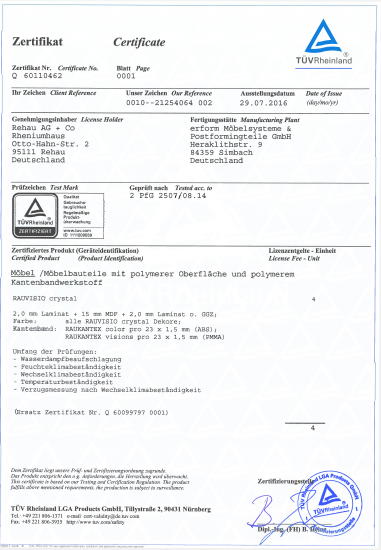 Zertifikat Certificate
TÜVRheinland
Zertifikat Nr. Certificate No. Blatt Page
Q 60110462 0001
Ihr Zeichen Client Reference Unser Zeichen Our Reference Ausstellungsdatum Date of Issue
0010--21254064 002 29.07.2016 (day/mo/yr)
Genehmigungsinhaber License Holder Fertigungsstätte Manufacturing Plant
Rehau AG + Co erform Möbelsysteme &
Rheniumhaus Postformingteile GmbH
Otto-Hahn-Str. 2 Heraklithstr. 9
95111 Rehau 84359 Simbach
Deutschland Deutschland
Prüfzeichen Test Mark Geprüft nach Tested acc. to
2 PfG 2507/08.14
TÜVRheinland
ZERTIFIZIERT
Qualität
Gebrauchstauglichkeit
Regelmäßige
Produktüberwachung
www.tuv.com
ID 1111000089
Zertifiziertes Produkt (Geräteidentifikation) Lizenzentgelte - Einheit
Certified Product (Product Identification) License Fee - Unit
Möbel /Möbelbauteile mit polymerer Oberfläche und polymerem
Kantenbandwerkstoff
RAUVISIO crystal 4
2,0 mm Laminat + 15 mm MDF + 2,0 mm Laminat o. GGZ;
Farbe: alle RAUVISIO crystal Dekore;
Kantenband: RAUKANTEX color pro 23 x 1,5 mm (ABS);
RAUKANTEX visions pro 23 x 1,5 mm (PMMA)
Umfang der Prüfungen:
- Wasserdampfbeaufschlagung
- Feuchteklimabeständigkeit
- Wechselklimabeständigkeit
- Temperaturbeständigkeit
- Verzugsmessung nach Wechselklimabeständigkeit
(Ersatz Zertifikat Nr. Q 60099797 0001)
4
Dem Zertifikat liegt unsere Prüf- und Zertifizierungsordnung zugrunde.
Das Produkt entspricht den o.g. Anforderungen, die Herstellung wird überwacht.
This certificate is based on our Testing and Certification Regulation. The product
fulfills above mentioned requirements, the production is subject to surveillance.
Zertifizierungsstelle
TÜV Rheinland LGA Products GmbH, Tillystraße 2, 90431 Nürnberg
Tel.: +49 221 806-1371 e-mail: cert-validity@de.tuv.com
Fax: +49 221 806-3935 http://www.tuv.com/safety
Dipl.-Ing. (FH) B.
TÜV Rheinland LGA Products GmbH
Zertifizierungsstelle